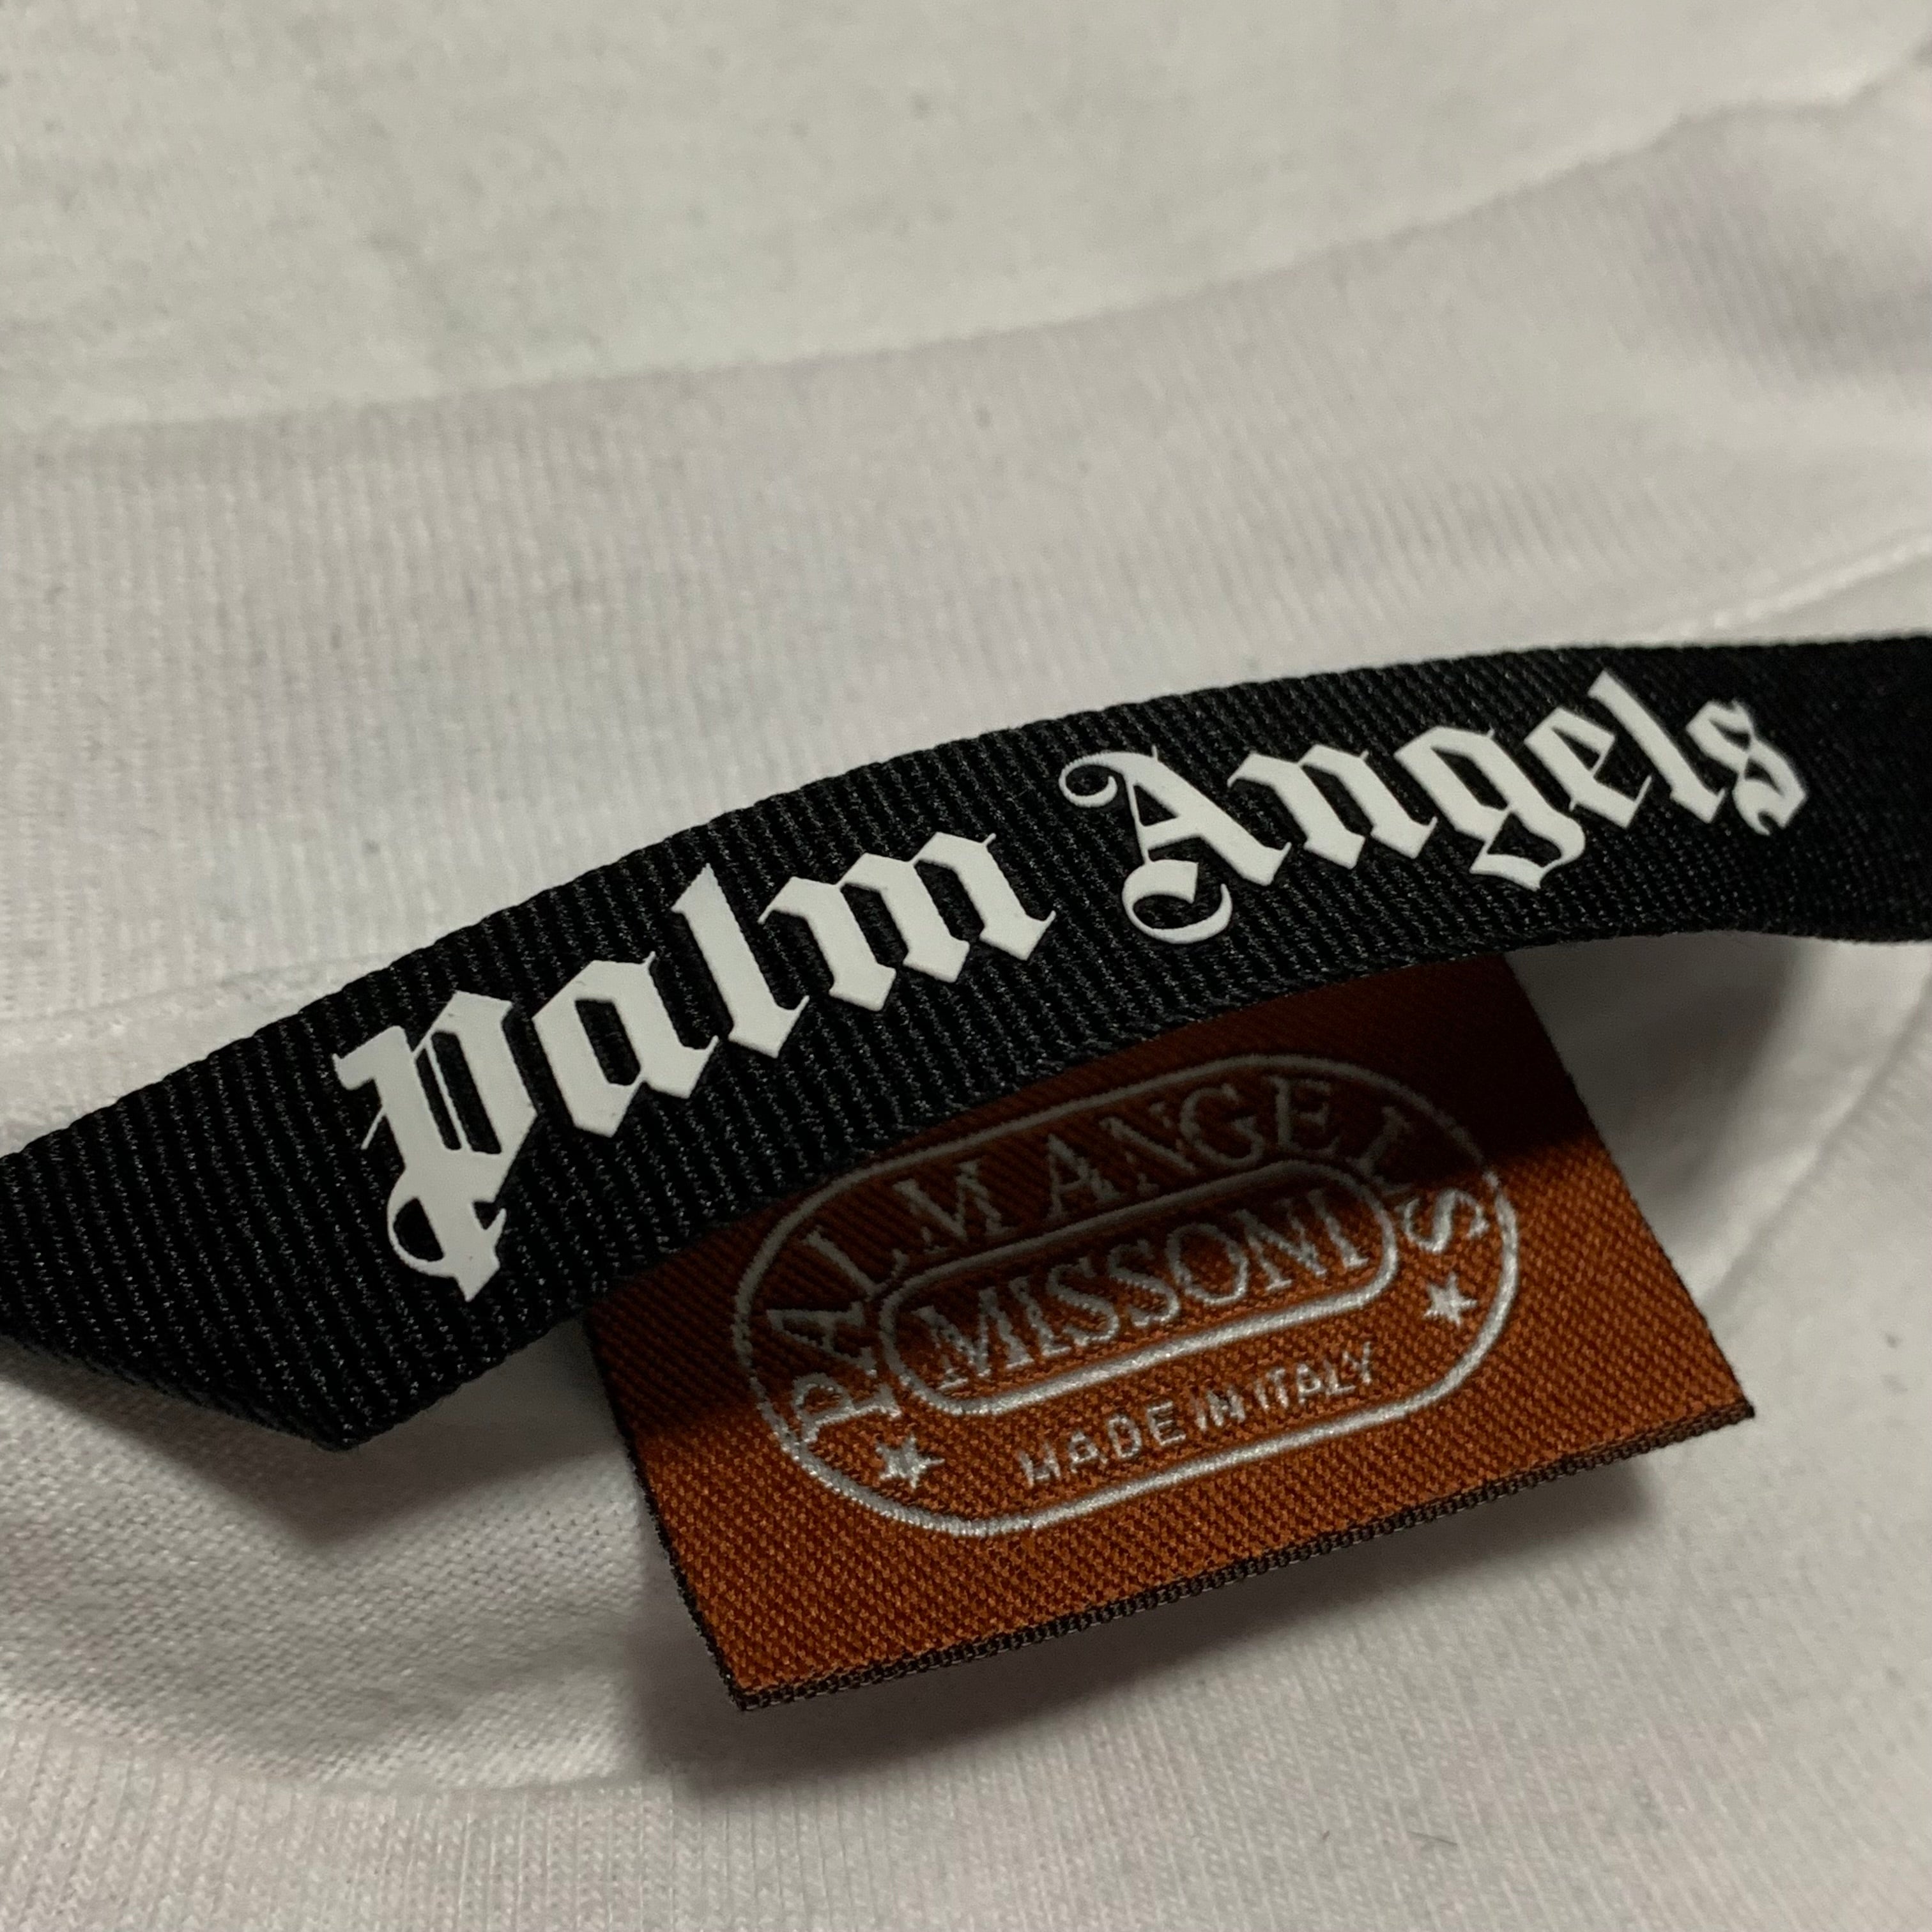 Palm Angels
PALM ANGELS
MISSONI
MADE IN ITALY